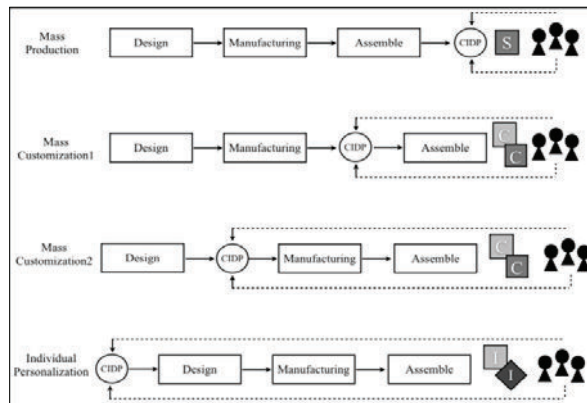 Mass
Production
Design
Manufacturing
Assemble
CIDP
S
Mass
Customization1
Design
Manufacturing
CIDP
Assemble
C
C
Mass
Customization2
Design
CIDP
Manufacturing
Assemble
C
C
Individual
Personalization
CIDP
Design
Manufacturing
Assemble
I
I